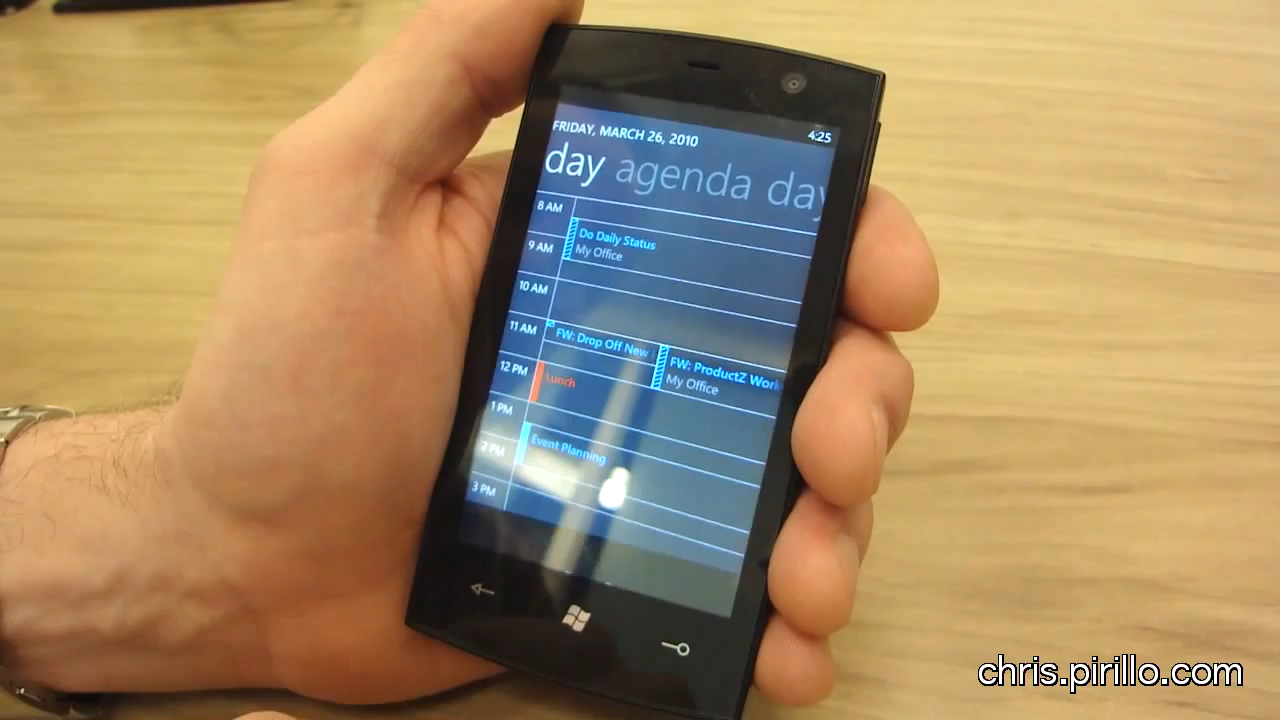 FRIDAY, MARCH 26, 2010 4:25
day agenda day
8 AM
Do Daily Status
9 AM
My Office
10 AM
11 AM
FW: Drop Off New
FW: ProductZ Work
12 PM
Lunch
My Office
1 PM
Event Planning
2 PM
3 PM
chris.pirillo.com